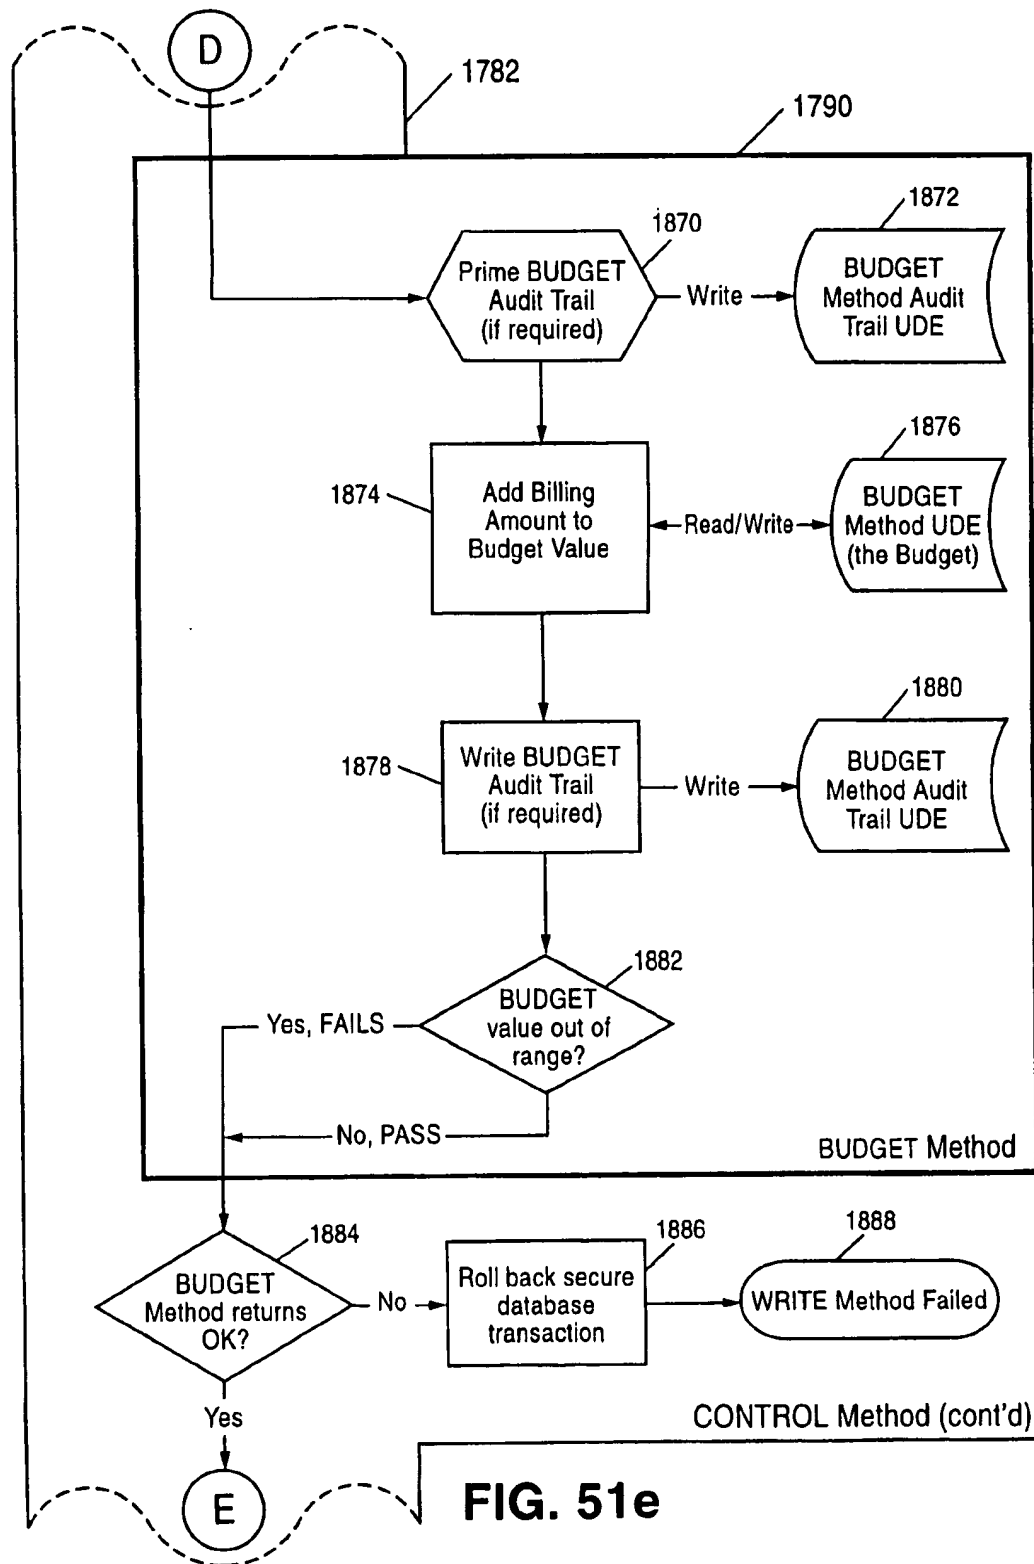 D
1782
1790
1870
Prime BUDGET
Audit Trail
(if required)
Write
1872
BUDGET
Method Audit
Trail UDE
1874
Add Billing
Amount to
Budget Value
Read/Write
1876
BUDGET
Method UDE
(the Budget)
1878
Write BUDGET
Audit Trail
(if required)
Write
1880
BUDGET
Method Audit
Trail UDE
1882
BUDGET
value out of
range?
Yes, FAILS
No, PASS
BUDGET Method
1884
BUDGET
Method returns
OK?
No
1886
Roll back secure
database
transaction
1888
WRITE Method Failed
Yes
CONTROL Method (cont'd)
E
FIG. 51e